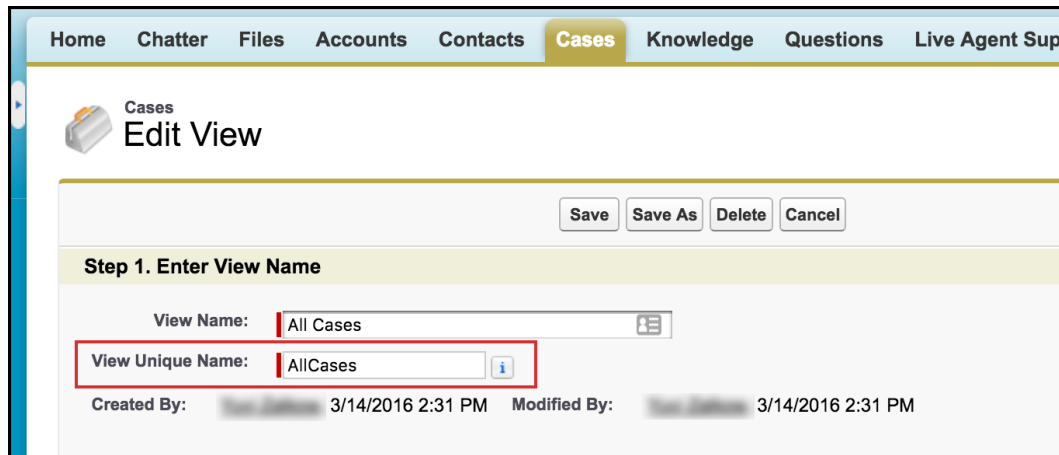 Home Chatter Files Accounts Contacts Cases Knowledge Questions Live Agent Sup
Cases
Edit View
Save Save As Delete Cancel
Step 1. Enter View Name
View Name: All Cases
View Unique Name: AllCases i
Created By: 3/14/2016 2:31 PM Modified By: 3/14/2016 2:31 PM